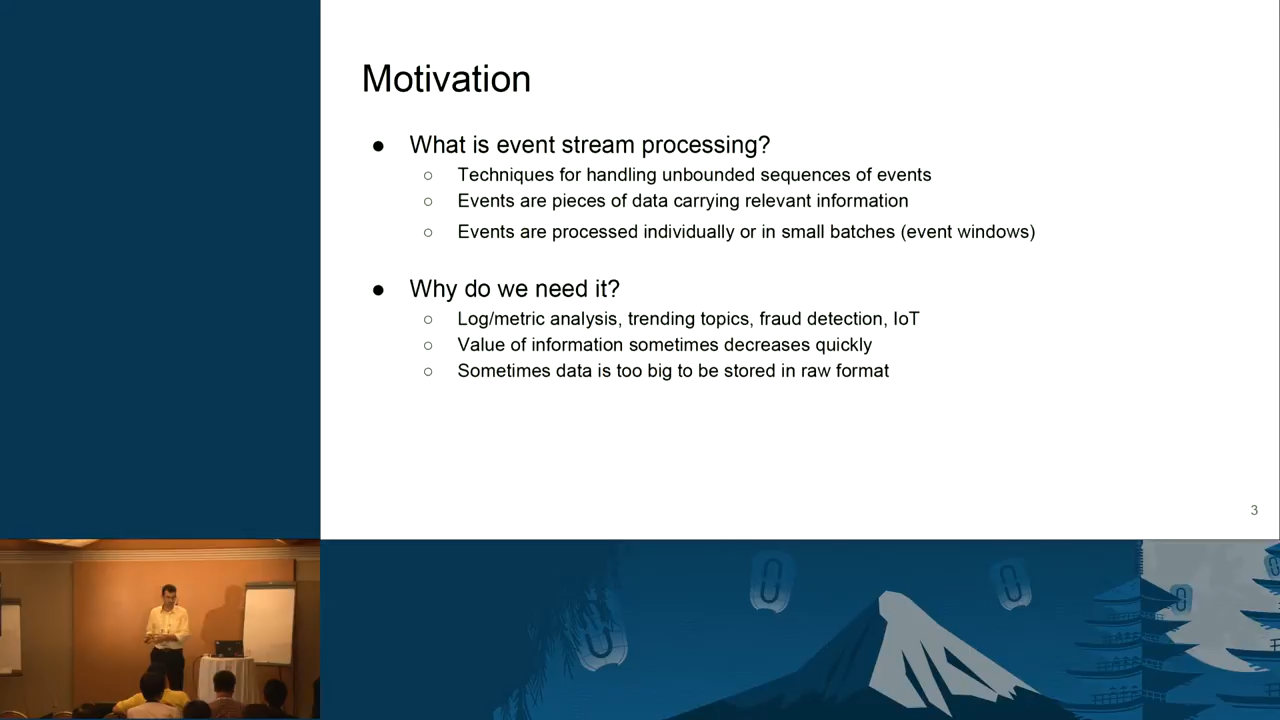 Motivation
● What is event stream processing?
○ Techniques for handling unbounded sequences of events
○ Events are pieces of data carrying relevant information
○ Events are processed individually or in small batches (event windows)
● Why do we need it?
○ Log/metric analysis, trending topics, fraud detection, IoT
○ Value of information sometimes decreases quickly
○ Sometimes data is too big to be stored in raw format
3